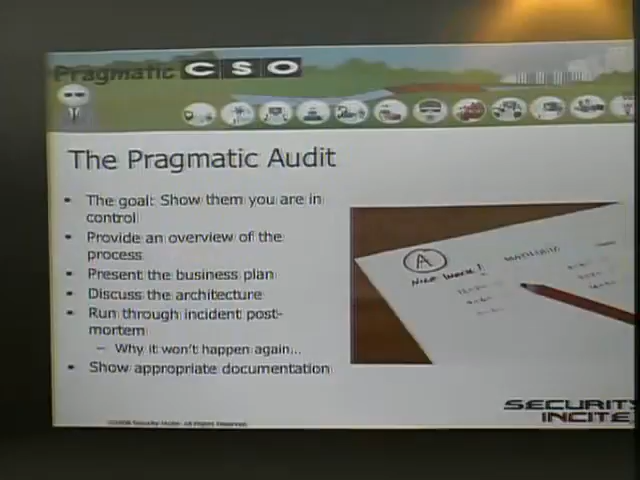 Pragmatic CSO
The Pragmatic Audit
• The goal: Show them you are in
control
• Provide an overview of the
process
• Present the business plan
• Discuss the architecture
• Run through incident post-
mortem
– Why it won't happen again...
• Show appropriate documentation
A
NICE WORK!
SECURITY
INCITE